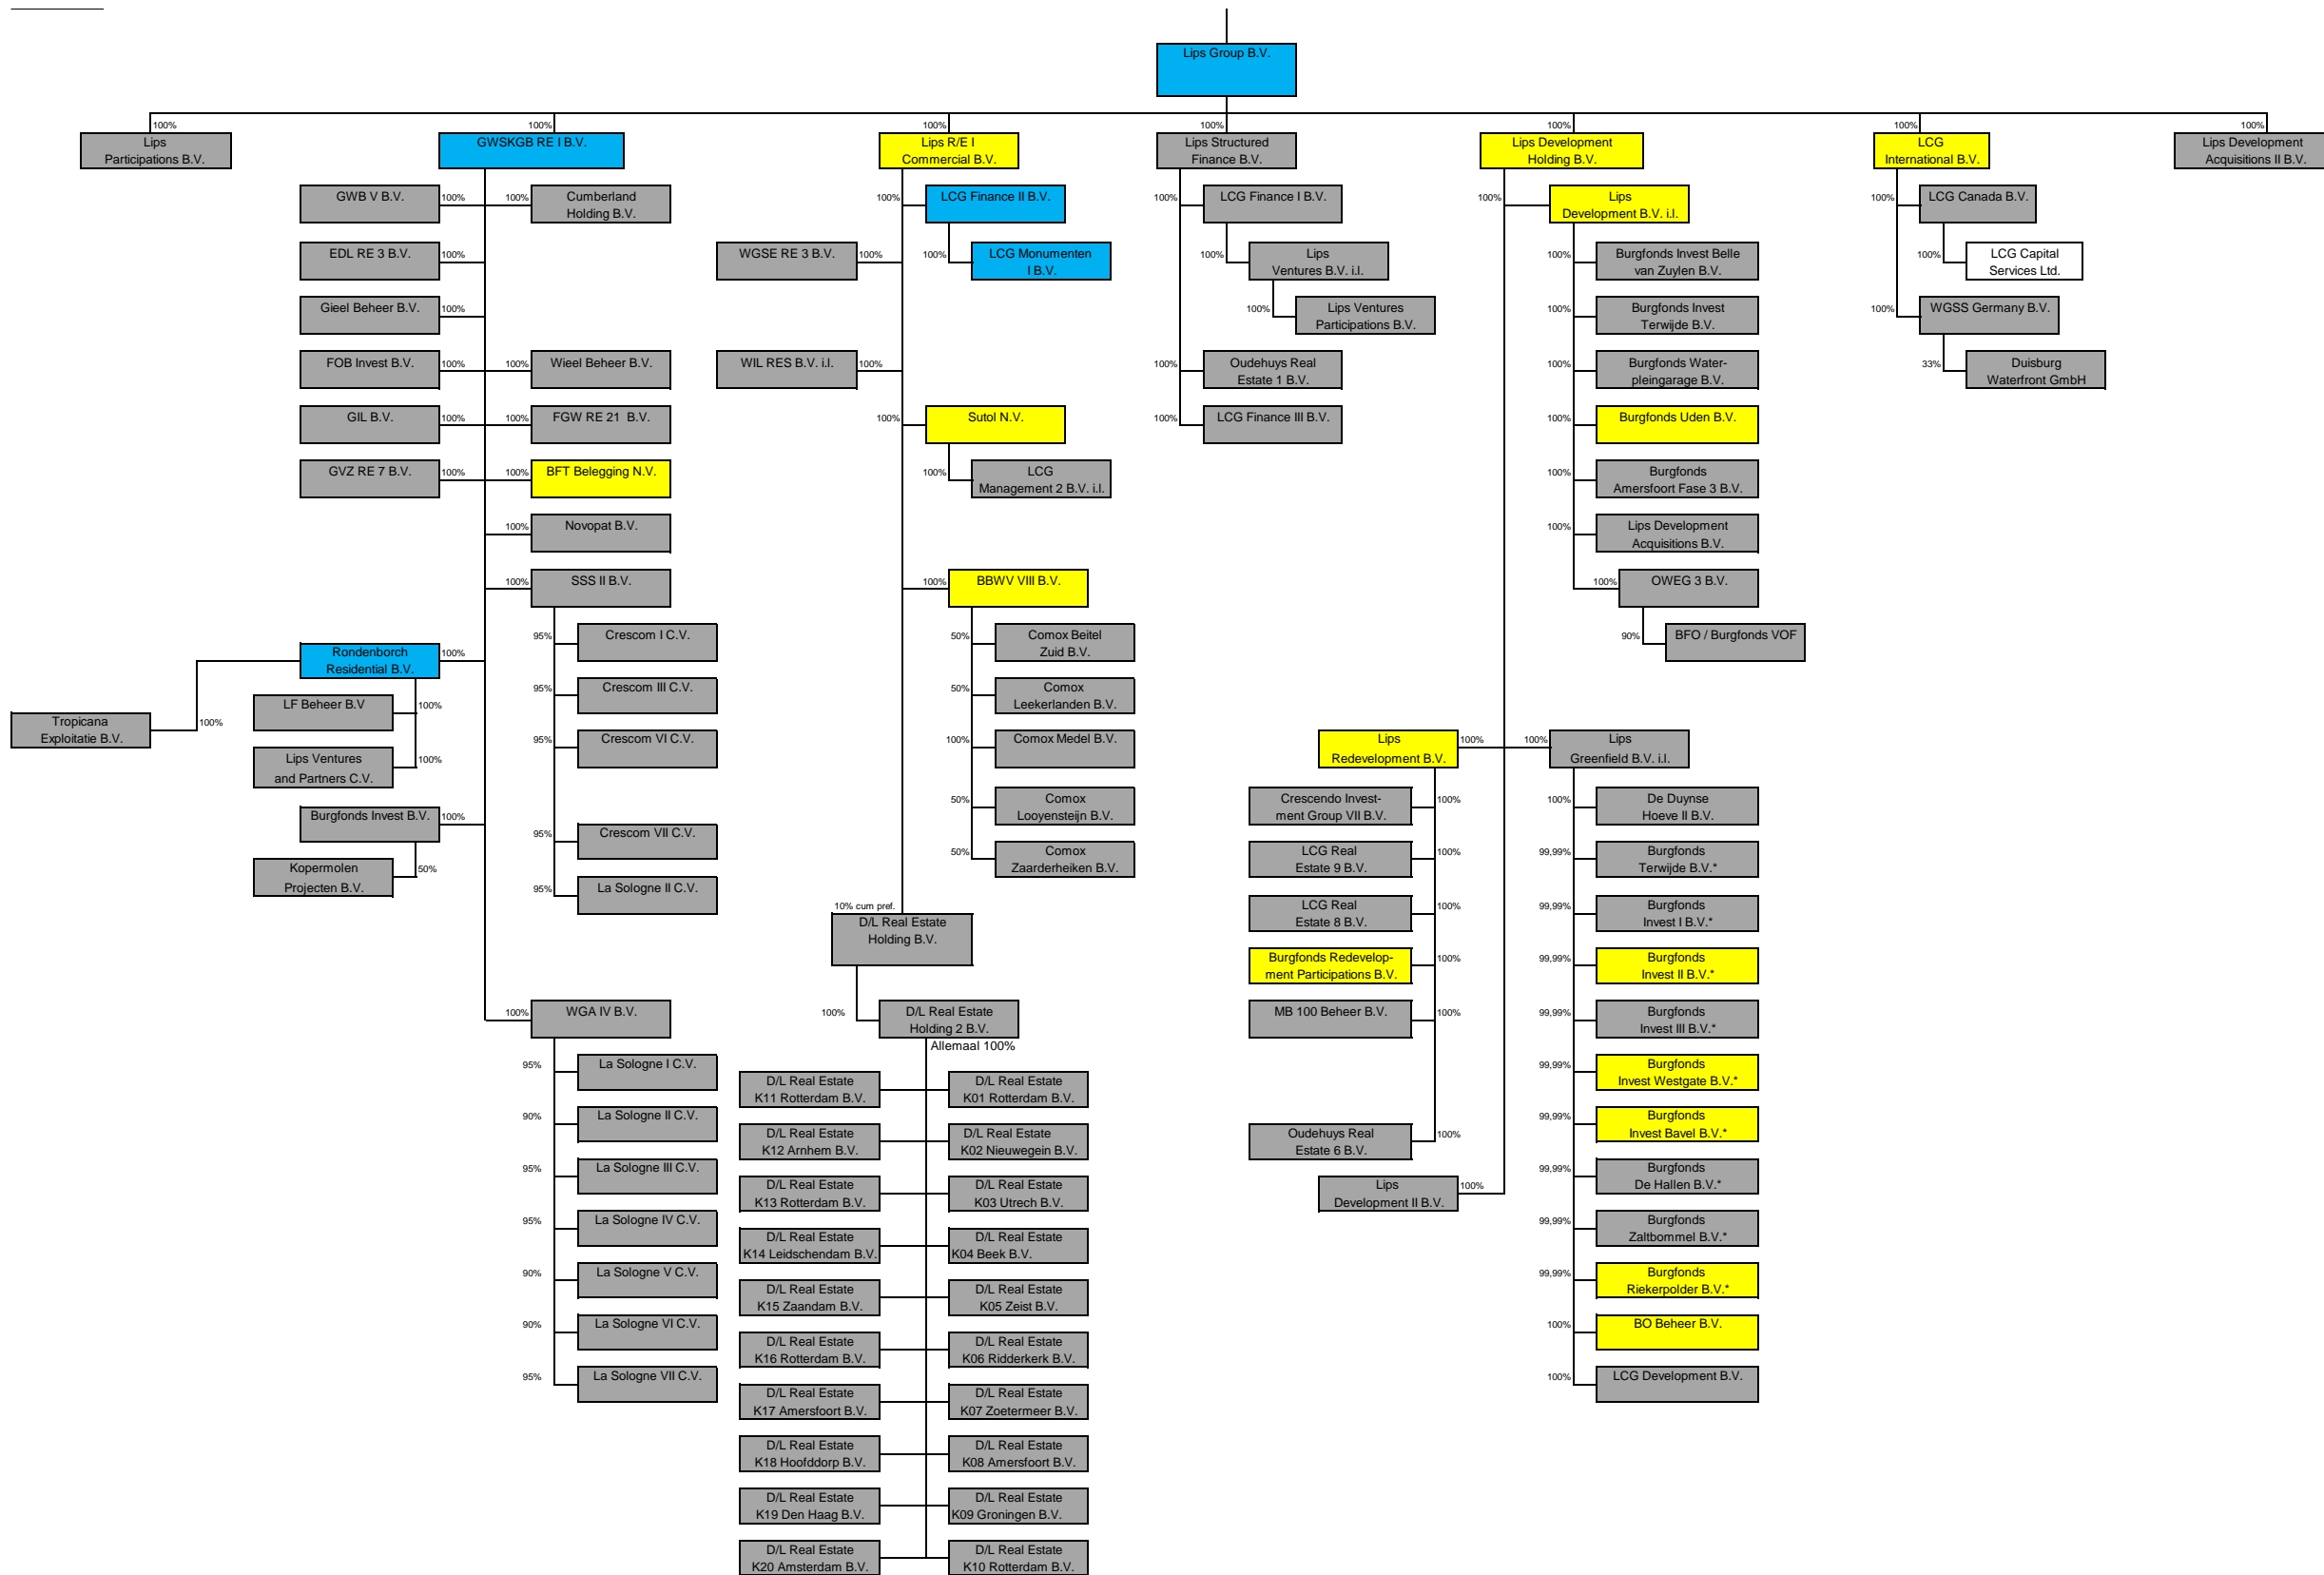 Lips Group B.V.
100%
100%
100%
100%
100%
100%
100%
Lips
Participations B.V.
GWSKGB RE I B.V.
Lips R/E I
Commercial B.V.
Lips Structured
Finance B.V.
Lips Development
Holding B.V.
LCG
International B.V.
Lips Development
Acquisitions II B.V.
GWB V B.V.
100%
100%
Cumberland
Holding B.V.
EDL RE 3 B.V.
100%
Gieel Beheer B.V.
100%
FOB Invest B.V.
100%
100%
Wieel Beheer B.V.
GIL B.V.
100%
100%
FGW RE 21 B.V.
GVZ RE 7 B.V.
100%
100%
BFT Belegging N.V.
100%
Novopat B.V.
100%
SSS II B.V.
95%
Crescom I C.V.
95%
Crescom III C.V.
95%
Crescom VI C.V.
95%
Crescom VII C.V.
95%
La Sologne II C.V.
Rondenborch
Residential B.V.
100%
LF Beheer B.V
100%
Tropicana
Exploitatie B.V.
100%
Lips Ventures
and Partners C.V.
100%
Burgfonds Invest B.V.
100%
Kopermolen
Projecten B.V.
50%
100%
WGA IV B.V.
95%
La Sologne I C.V.
90%
La Sologne II C.V.
95%
La Sologne III C.V.
95%
La Sologne IV C.V.
90%
La Sologne V C.V.
90%
La Sologne VI C.V.
95%
La Sologne VII C.V.
100%
LCG Finance II B.V.
WGSE RE 3 B.V.
100%
100%
LCG Monumenten
I B.V.
WIL RES B.V. i.l.
100%
100%
Sutol N.V.
100%
LCG
Management 2 B.V. i.l.
100%
BBWV VIII B.V.
50%
Comox Beitel
Zuid B.V.
50%
Comox
Leekerlanden B.V.
100%
Comox Medel B.V.
50%
Comox
Looyensteijn B.V.
50%
Comox
Zaarderheiken B.V.
10% cum pref.
D/L Real Estate
Holding B.V.
100%
D/L Real Estate
Holding 2 B.V.
Allemaal 100%
D/L Real Estate
K11 Rotterdam B.V.
D/L Real Estate
K01 Rotterdam B.V.
D/L Real Estate
K12 Arnhem B.V.
D/L Real Estate
K02 Nieuwegein B.V.
D/L Real Estate
K13 Rotterdam B.V.
D/L Real Estate
K03 Utrech B.V.
D/L Real Estate
K14 Leidschendam B.V.
D/L Real Estate
K04 Beek B.V.
D/L Real Estate
K15 Zaandam B.V.
D/L Real Estate
K05 Zeist B.V.
D/L Real Estate
K16 Rotterdam B.V.
D/L Real Estate
K06 Ridderkerk B.V.
D/L Real Estate
K17 Amersfoort B.V.
D/L Real Estate
K07 Zoetermeer B.V.
D/L Real Estate
K18 Hoofddorp B.V.
D/L Real Estate
K08 Amersfoort B.V.
D/L Real Estate
K19 Den Haag B.V.
D/L Real Estate
K09 Groningen B.V.
D/L Real Estate
K20 Amsterdam B.V.
D/L Real Estate
K10 Rotterdam B.V.
100%
LCG Finance I B.V.
100%
Lips
Ventures B.V. i.l.
100%
Lips Ventures
Participations B.V.
100%
Oudehuys Real
Estate 1 B.V.
100%
LCG Finance III B.V.
100%
Lips
Development B.V. i.l.
100%
Burgfonds Invest Belle
van Zuylen B.V.
100%
Burgfonds Invest
Terwijde B.V.
100%
Burgfonds Water-
pleingarage B.V.
100%
Burgfonds Uden B.V.
100%
Burgfonds
Amersfoort Fase 3 B.V.
100%
Lips Development
Acquisitions B.V.
100%
OWEG 3 B.V.
90%
BFO / Burgfonds VOF
Lips
Redevelopment B.V.
100%
100%
Lips
Greenfield B.V. i.l.
Crescendo Invest-
ment Group VII B.V.
100%
LCG Real
Estate 9 B.V.
100%
LCG Real
Estate 8 B.V.
100%
Burgfonds Redevelop-
ment Participations B.V.
100%
MB 100 Beheer B.V.
100%
Oudehuys Real
Estate 6 B.V.
100%
Lips
Development II B.V.
100%
100%
De Duynse
Hoeve II B.V.
99,99%
Burgfonds
Terwijde B.V.*
99,99%
Burgfonds
Invest I B.V.*
99,99%
Burgfonds
Invest II B.V.*
99,99%
Burgfonds
Invest III B.V.*
99,99%
Burgfonds
Invest Westgate B.V.*
99,99%
Burgfonds
Invest Bavel B.V.*
99,99%
Burgfonds
De Hallen B.V.*
99,99%
Burgfonds
Zaltbommel B.V.*
99,99%
Burgfonds
Riekerpolder B.V.*
100%
BO Beheer B.V.
100%
LCG Development B.V.
100%
LCG Canada B.V.
100%
LCG Capital
Services Ltd.
100%
WGSS Germany B.V.
33%
Duisburg
Waterfront GmbH